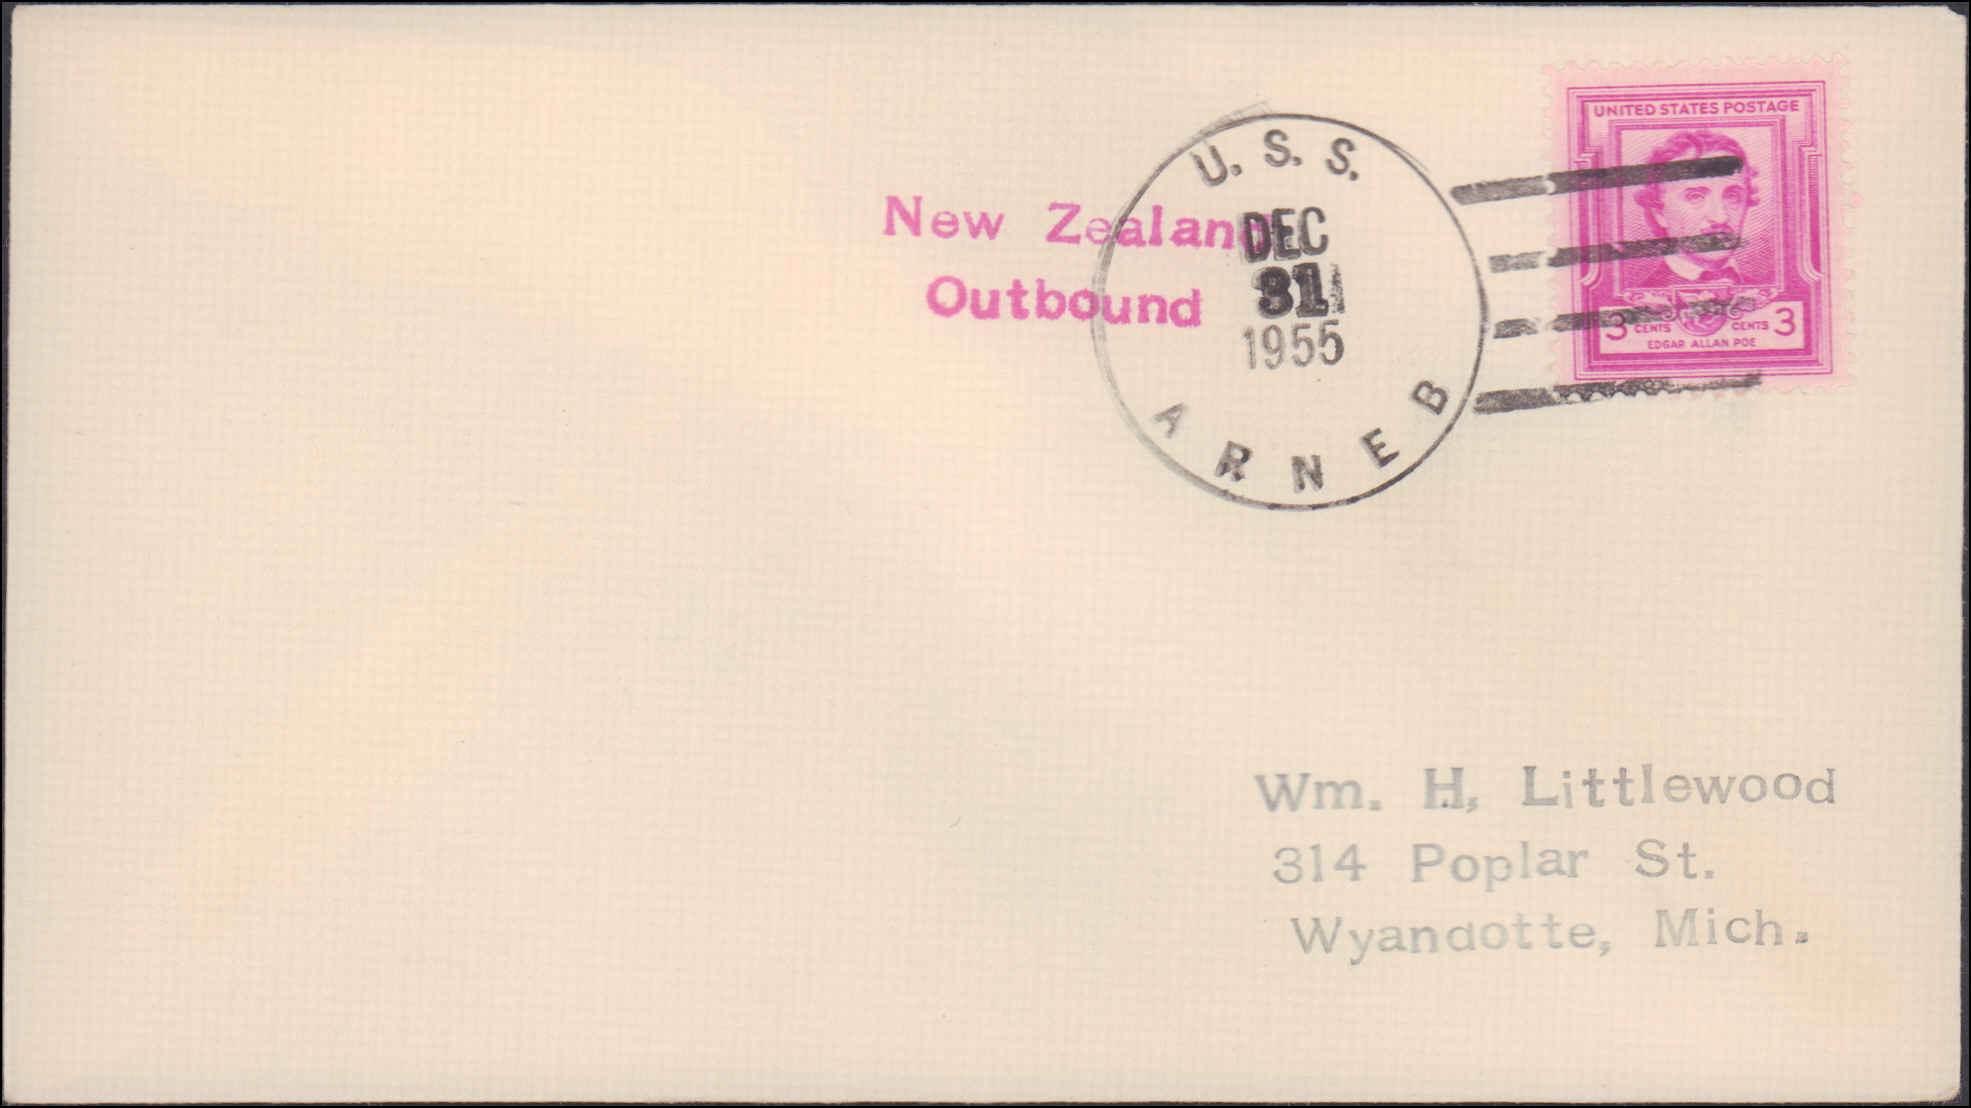 UNITED STATES POSTAGE
3 CENTS CENTS 3
EDGAR ALLAN POE
U.S.S.
DEC
31
1955
ARNEB
New Zealand
Outbound
Wm. H. Littlewood
314 Poplar St.
Wyandotte, Mich.